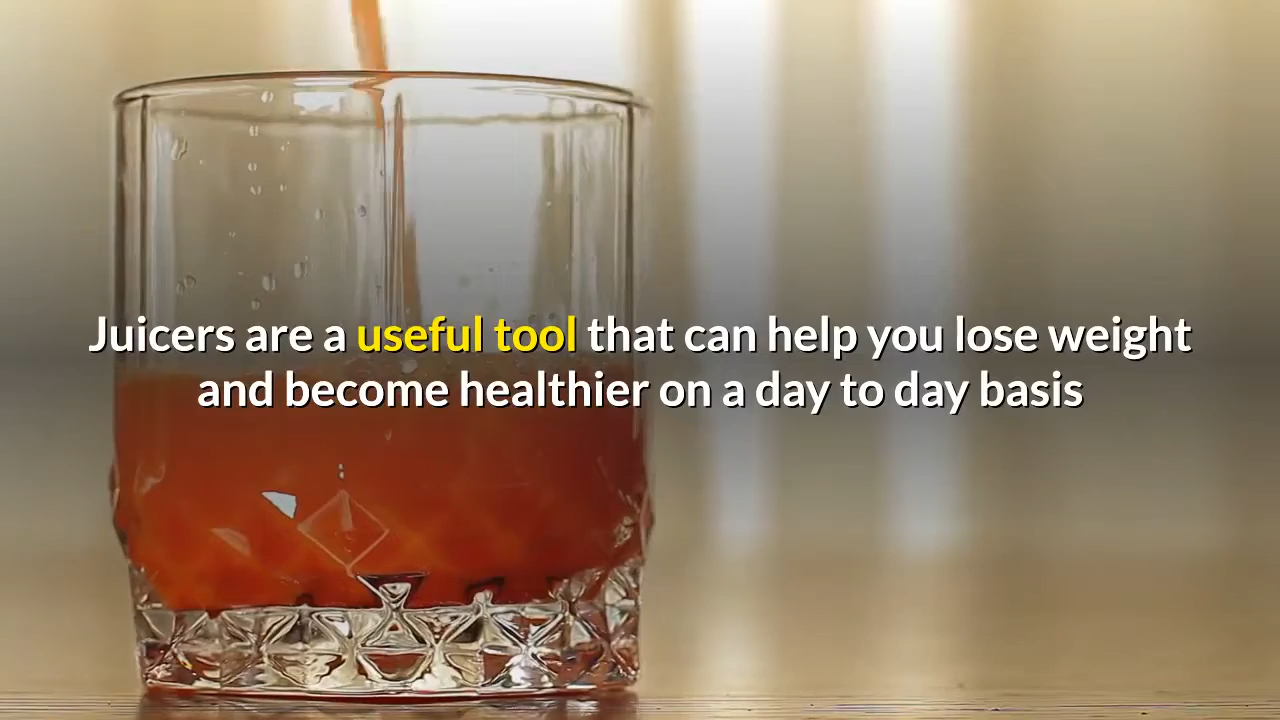 Juicers are a useful tool that can help you lose weight
and become healthier on a day to day basis